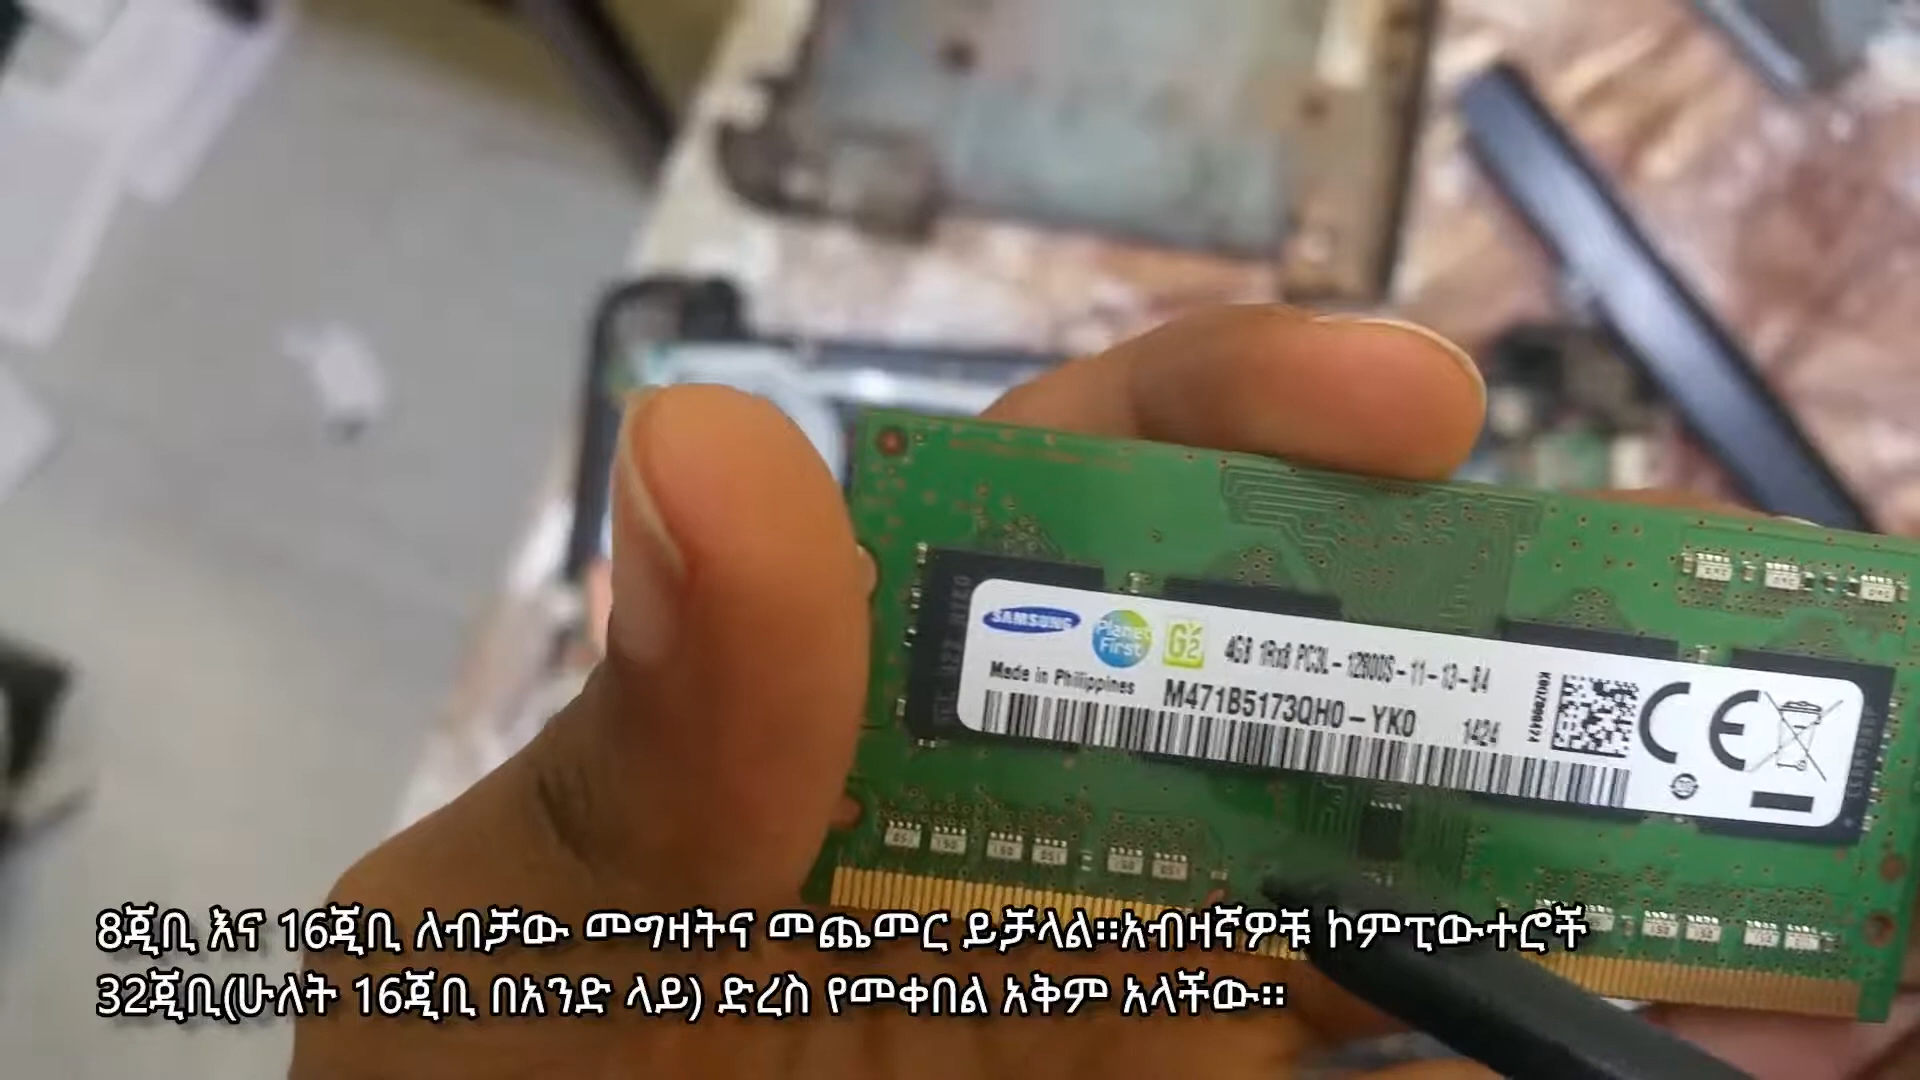 SAMSUNG
Planet First
G2
4GB 1Rx8 PC3L-12800S-11-13-B4
Made in Philippines
M471B5173QH0-YK0
1424
CE
8ጂቢ እና 16ጂቢ ለብቻው መግዛትና መጨመር ይቻላል።አብዛኛዎቹ ኮምፒውተሮች
32ጂቢ(ሁለት 16ጂቢ በአንድ ላይ) ድረስ የመቀበል አቅም አላቸው።